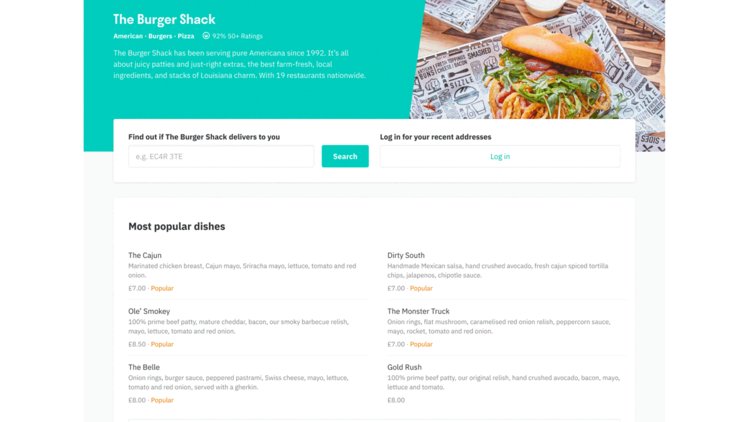 The Burger Shack
American · Burgers · Pizza 92% 50+ Ratings
The Burger Shack has been serving pure Americana since 1992. It's all
about juicy patties and just-right extras, the best farm-fresh, local
ingredients, and stacks of Louisiana charm. With 19 restaurants nationwide.
SIZZLE
SIDES
Find out if The Burger Shack delivers to you
e.g. EC4R 3TE
Search
Log in for your recent addresses
Log in
Most popular dishes
The Cajun
Marinated chicken breast, Cajun mayo, Sriracha mayo, lettuce, tomato and red
onion.
£7.00 · Popular
Dirty South
Handmade Mexican salsa, hand crushed avocado, fresh cajun spiced tortilla
chips, jalapenos, chipotle sauce.
£7.00 · Popular
Ole' Smokey
100% prime beef patty, mature cheddar, bacon, our smoky barbecue relish,
mayo, lettuce, tomato and red onion.
£8.50 · Popular
The Monster Truck
Onion rings, flat mushroom, caramelised red onion relish, peppercorn sauce,
mayo, rocket, tomato and red onion.
£7.00 · Popular
The Belle
Onion rings, burger sauce, peppered pastrami, Swiss cheese, mayo, lettuce,
tomato and red onion, served with a gherkin.
£8.00 · Popular
Gold Rush
100% prime beef patty, our original relish, hand crushed avocado, bacon, mayo,
lettuce and tomato.
£8.00